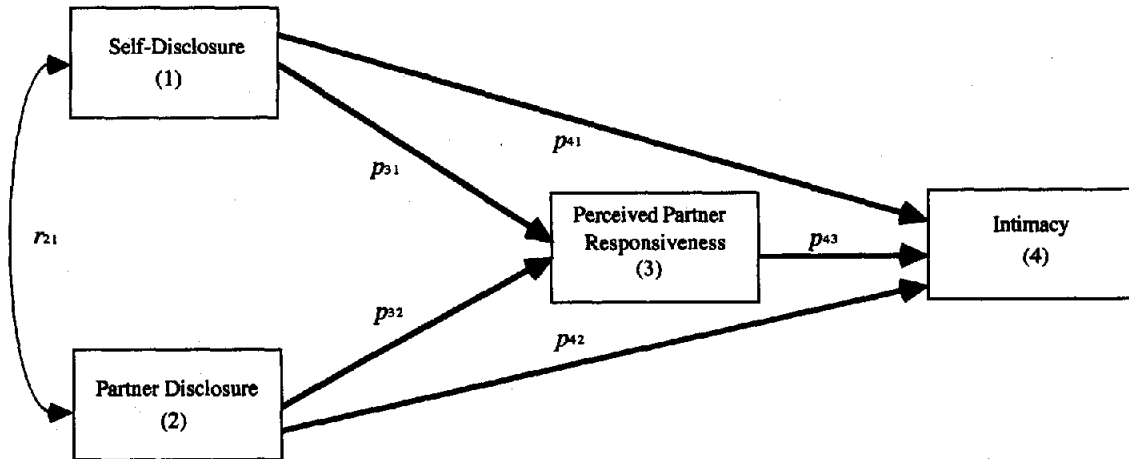 Self-Disclosure
(1)
p41
p31
Perceived Partner
Responsiveness
(3)
p43
Intimacy
(4)
r21
p32
p42
Partner Disclosure
(2)